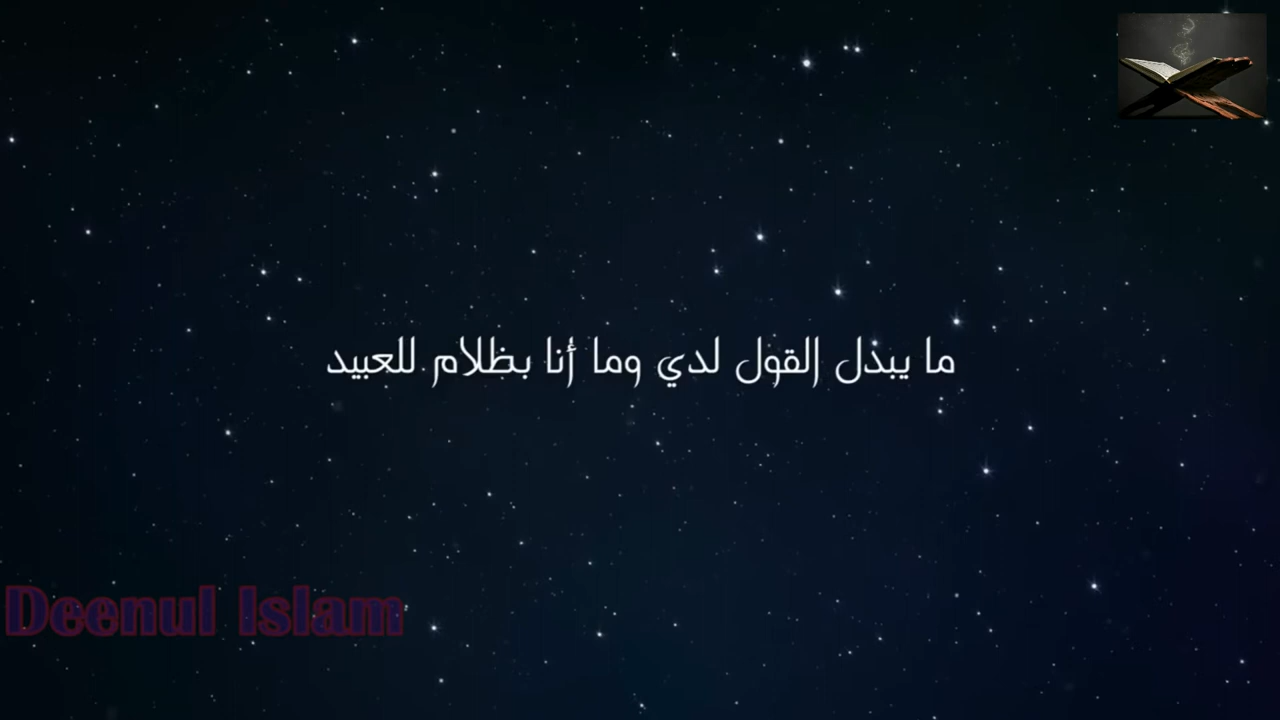 ما يبدل القول لدي وما أنا بظلام للعبيد
Deenul Islam